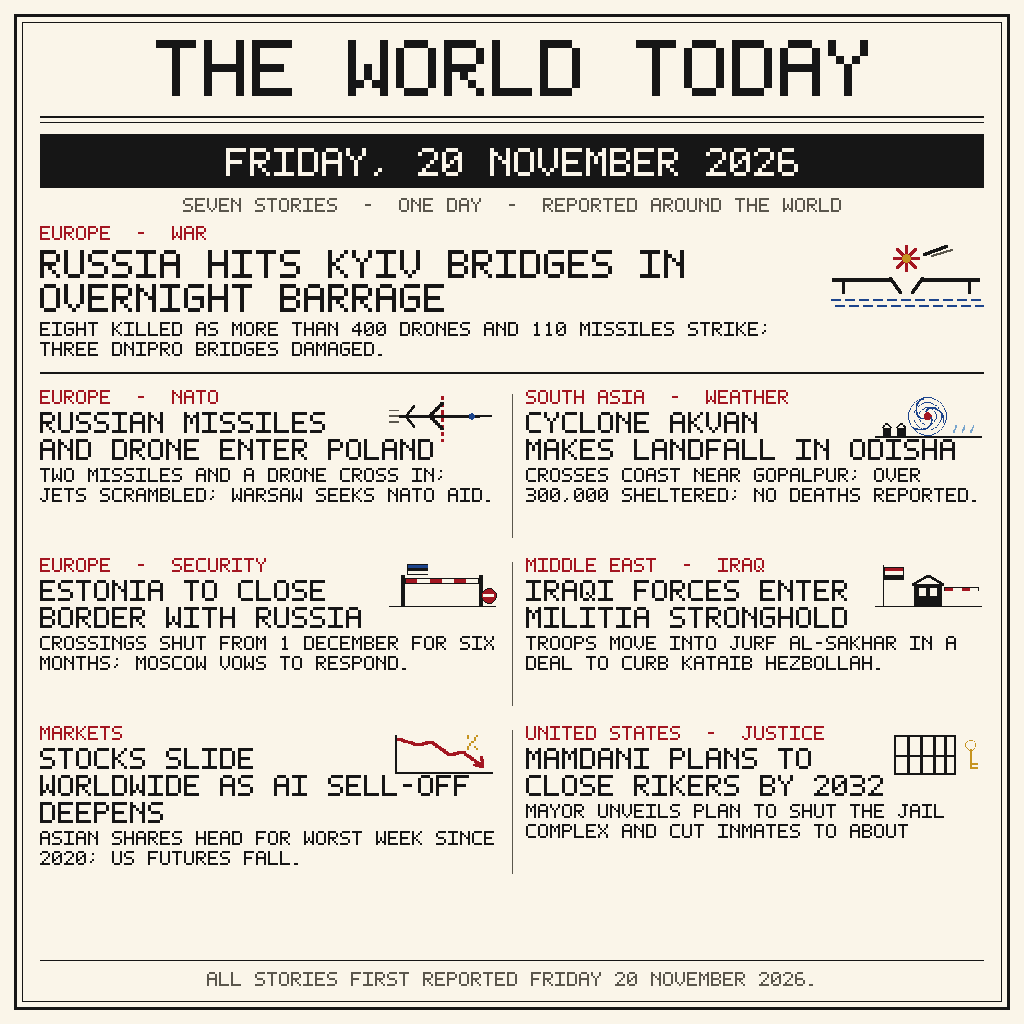 THE WORLD TODAY
FRIDAY, 20 NOVEMBER 2026
SEVEN STORIES - ONE DAY - REPORTED AROUND THE WORLD
EUROPE - WAR
RUSSIA HITS KYIV BRIDGES IN
OVERNIGHT BARRAGE
EIGHT KILLED AS MORE THAN 400 DRONES AND 110 MISSILES STRIKE;
THREE DNIPRO BRIDGES DAMAGED.
EUROPE - NATO
RUSSIAN MISSILES
AND DRONE ENTER POLAND
TWO MISSILES AND A DRONE CROSS IN;
JETS SCRAMBLED; WARSAW SEEKS NATO AID.
SOUTH ASIA - WEATHER
CYCLONE AKVAN
MAKES LANDFALL IN ODISHA
CROSSES COAST NEAR GOPALPUR; OVER
300,000 SHELTERED; NO DEATHS REPORTED.
EUROPE - SECURITY
ESTONIA TO CLOSE
BORDER WITH RUSSIA
CROSSINGS SHUT FROM 1 DECEMBER FOR SIX
MONTHS; MOSCOW VOWS TO RESPOND.
MIDDLE EAST - IRAQ
IRAQI FORCES ENTER
MILITIA STRONGHOLD
TROOPS MOVE INTO JURF AL-SAKHAR IN A
DEAL TO CURB KATAIB HEZBOLLAH.
MARKETS
STOCKS SLIDE
WORLDWIDE AS AI SELL-OFF
DEEPENS
ASIAN SHARES HEAD FOR WORST WEEK SINCE
2020; US FUTURES FALL.
UNITED STATES - JUSTICE
MAMDANI PLANS TO
CLOSE RIKERS BY 2032
MAYOR UNVEILS PLAN TO SHUT THE JAIL
COMPLEX AND CUT INMATES TO ABOUT
ALL STORIES FIRST REPORTED FRIDAY 20 NOVEMBER 2026.